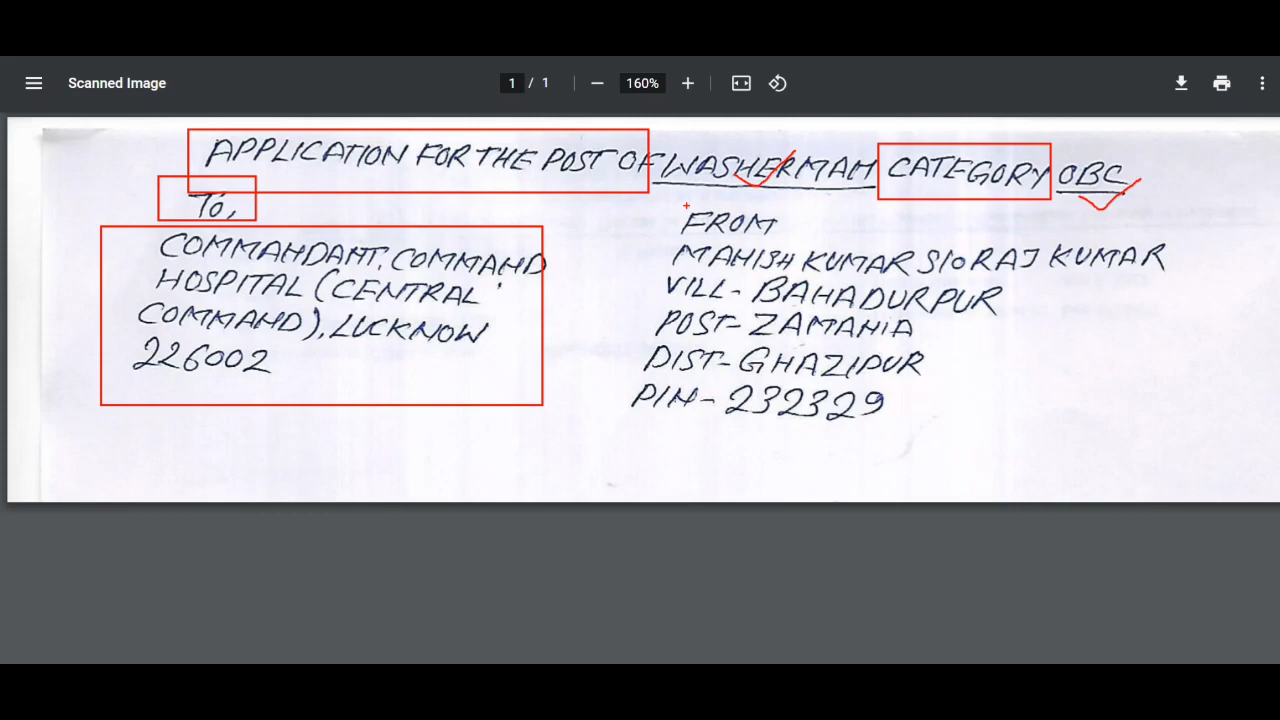 Scanned Image
1 / 1
160%
APPLICATION FOR THE POST OF WASHERMAN CATEGORY OBC
To,
COMMANDANT, COMMAND
HOSPITAL (CENTRAL
COMMAND), LUCKNOW
226002
FROM
MANISH KUMAR S/O RAJ KUMAR
VILL- BAHADURPUR
POST- ZAMANIA
DIST- GHAZIPUR
PIN- 232329